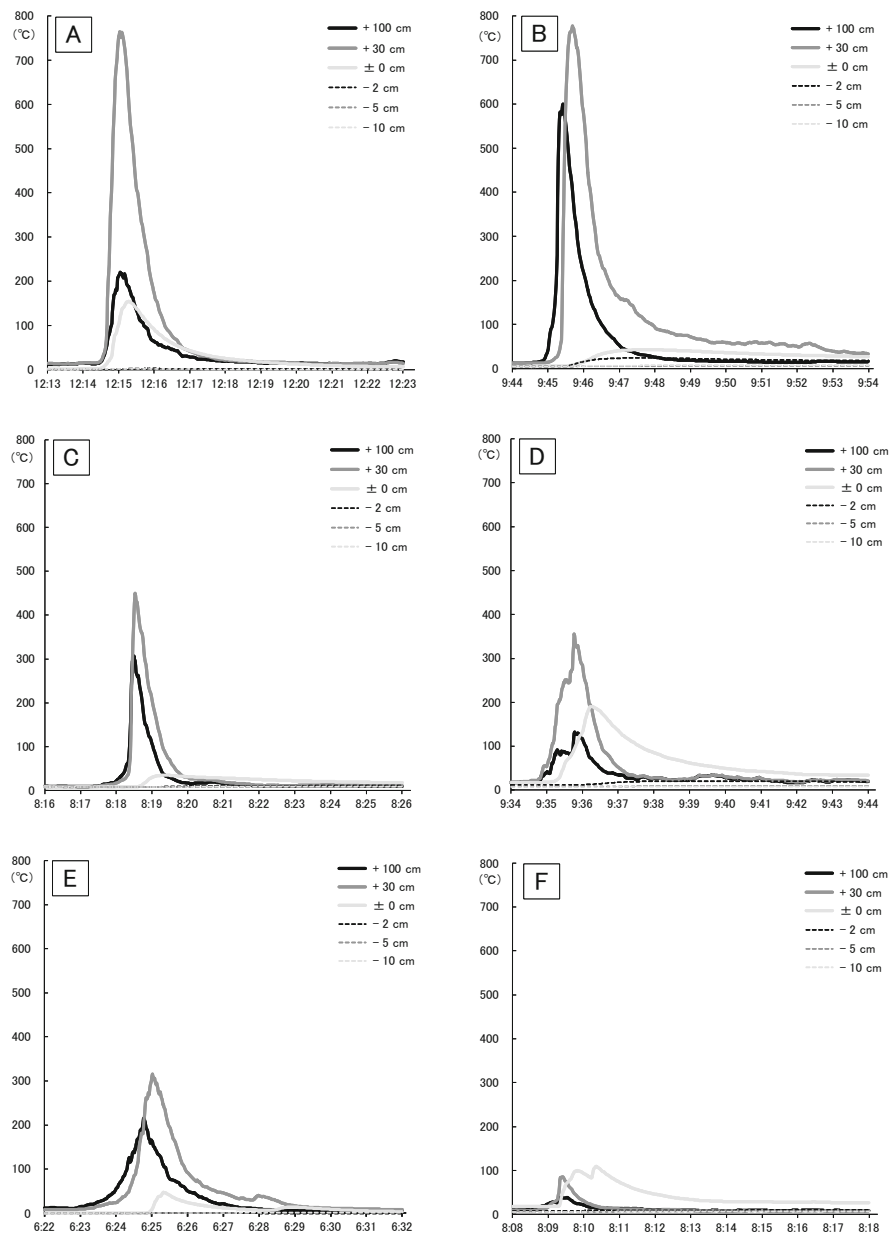 800
(℃)
700
600
500
400
300
200
100
0
A
+ 100 cm
+ 30 cm
± 0 cm
− 2 cm
− 5 cm
− 10 cm
12:13 12:14 12:15 12:16 12:17 12:18 12:19 12:20 12:21 12:22 12:23
800
(℃)
700
600
500
400
300
200
100
0
B
+ 100 cm
+ 30 cm
± 0 cm
− 2 cm
− 5 cm
− 10 cm
9:44 9:45 9:46 9:47 9:48 9:49 9:50 9:51 9:52 9:53 9:54
800
(℃)
700
600
500
400
300
200
100
0
C
+ 100 cm
+ 30 cm
± 0 cm
− 2 cm
− 5 cm
− 10 cm
8:16 8:17 8:18 8:19 8:20 8:21 8:22 8:23 8:24 8:25 8:26
800
(℃)
700
600
500
400
300
200
100
0
D
+ 100 cm
+ 30 cm
± 0 cm
− 2 cm
− 5 cm
− 10 cm
9:34 9:35 9:36 9:37 9:38 9:39 9:40 9:41 9:42 9:43 9:44
800
(℃)
700
600
500
400
300
200
100
0
E
+ 100 cm
+ 30 cm
± 0 cm
− 2 cm
− 5 cm
− 10 cm
6:22 6:23 6:24 6:25 6:26 6:27 6:28 6:29 6:30 6:31 6:32
800
(℃)
700
600
500
400
300
200
100
0
F
+ 100 cm
+ 30 cm
± 0 cm
− 2 cm
− 5 cm
− 10 cm
8:08 8:09 8:10 8:11 8:12 8:13 8:14 8:15 8:16 8:17 8:18